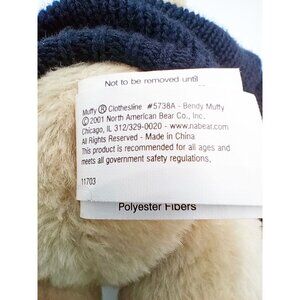 Not to be removed until
Muffy ® Clothesline #5738A - Bendy Muffy
©2001 North American Bear Co., Inc.
Chicago, IL 312/329-0020 - www.nabear.com
All Rights Reserved - Made in China
This product is recommended for all ages and
meets all government safety regulations.
11703
Polyester Fibers